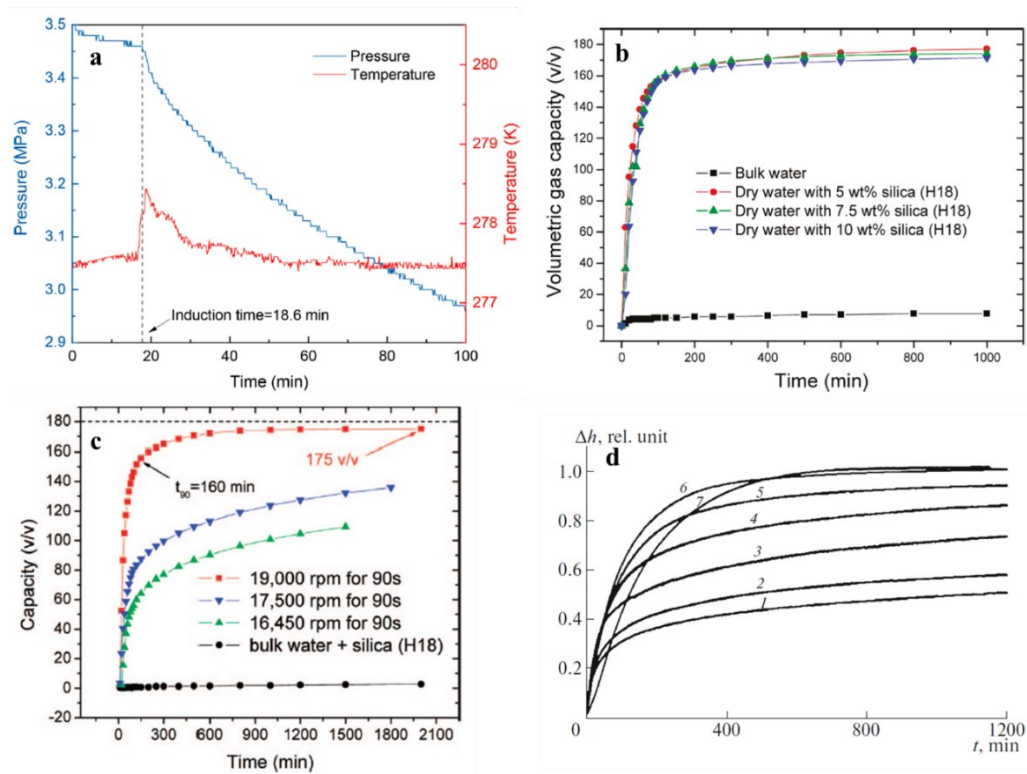 a
Pressure
Temperature
Induction time=18.6 min
3.5
3.4
3.3
3.2
3.1
3.0
2.9
Pressure (MPa)
280
279
278
277
Temperature (K)
0 20 40 60 80 100
Time (min)
b
Bulk water
Dry water with 5 wt% silica (H18)
Dry water with 7.5 wt% silica (H18)
Dry water with 10 wt% silica (H18)
180
160
140
120
100
80
60
40
20
0
Volumetric gas capacity (v/v)
0 200 400 600 800 1000
Time (min)
c
175 v/v
t90=160 min
19,000 rpm for 90s
17,500 rpm for 90s
16,450 rpm for 90s
bulk water + silica (H18)
180
160
140
120
100
80
60
40
20
0
-20
Capacity (v/v)
0 300 600 900 1200 1500 1800 2100
Time (min)
Δh, rel. unit
d
1.0
0.8
0.6
0.4
0.2
6
7
5
4
3
2
1
0 400 800 1200
t, min